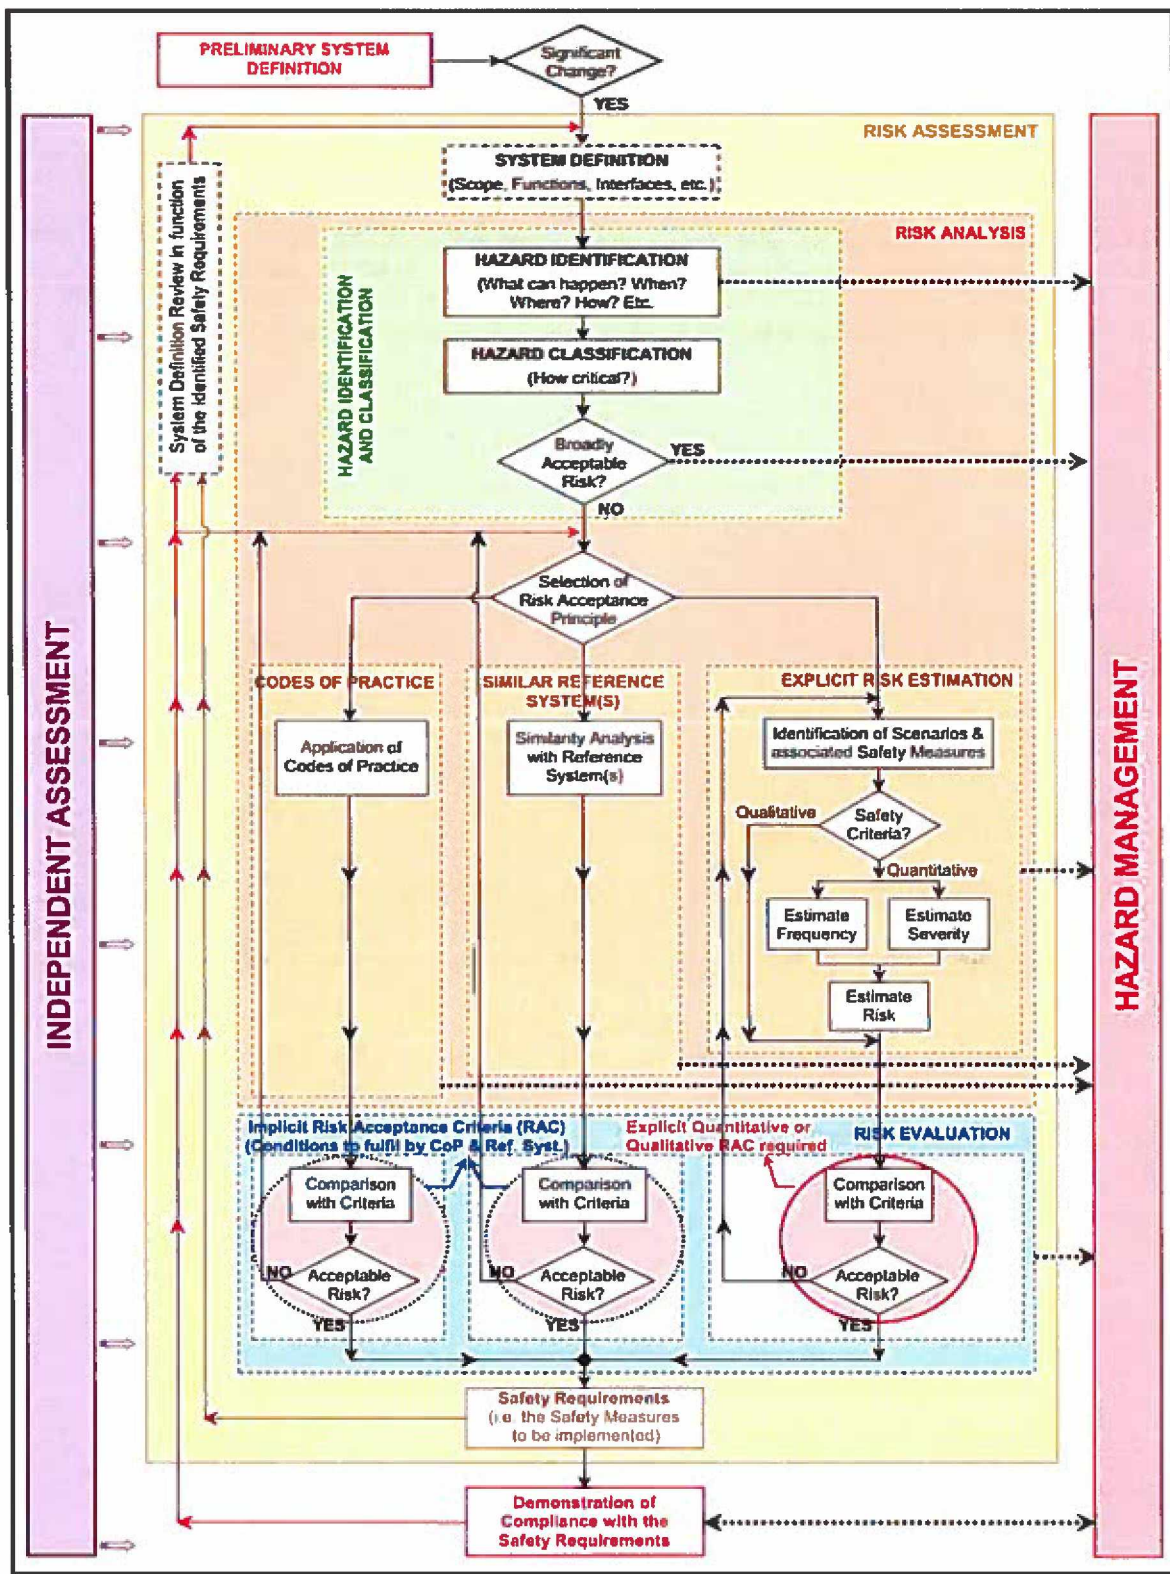 PRELIMINARY SYSTEM
DEFINITION
Significant
Change?
YES
RISK ASSESSMENT
INDEPENDENT ASSESSMENT
HAZARD MANAGEMENT
System Definition Review in function
of the Identified Safety Requirements
SYSTEM DEFINITION
(Scope, Functions, Interfaces, etc.)
RISK ANALYSIS
HAZARD IDENTIFICATION
AND CLASSIFICATION
HAZARD IDENTIFICATION
(What can happen? When?
Where? How? Etc.
HAZARD CLASSIFICATION
(How critical?)
Broadly
Acceptable
Risk?
YES
NO
Selection of
Risk Acceptance
Principle
CODES OF PRACTICE
SIMILAR REFERENCE
SYSTEM(S)
EXPLICIT RISK ESTIMATION
Application of
Codes of Practice
Similarity Analysis
with Reference
System(s)
Identification of Scenarios &
associated Safety Measures
Qualitative
Safety
Criteria?
Quantitative
Estimate
Frequency
Estimate
Severity
Estimate
Risk
Implicit Risk Acceptance Criteria (RAC)
(Conditions to fulfil by CoP & Ref. Syst.)
Explicit Quantitative or
Qualitative RAC required
RISK EVALUATION
Comparison
with Criteria
Comparison
with Criteria
Comparison
with Criteria
NO
Acceptable
Risk?
NO
Acceptable
Risk?
NO
Acceptable
Risk?
YES
YES
YES
Safety Requirements
(i.e. the Safety Measures
to be implemented)
Demonstration of
Compliance with the
Safety Requirements